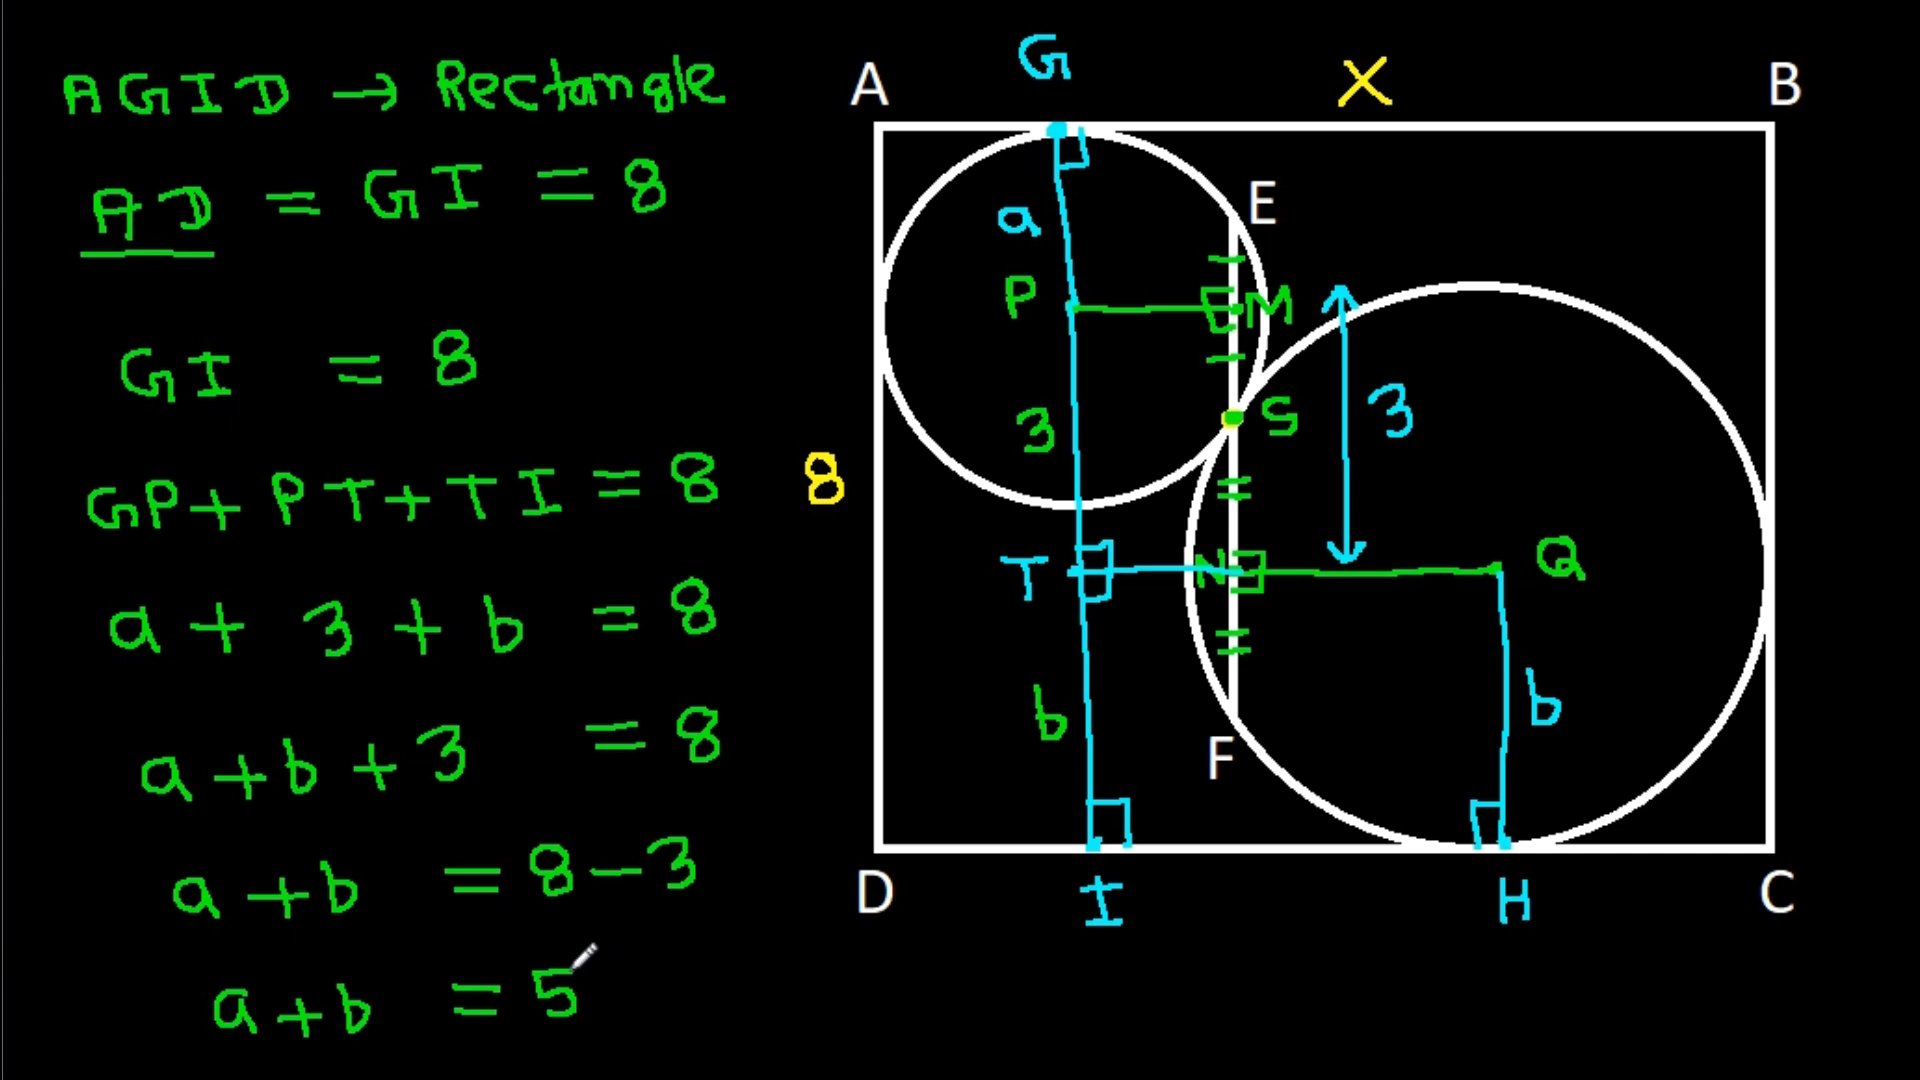 AGID → Rectangle
AD = GI = 8
GI = 8
GP + PT + TI = 8
a + 3 + b = 8
a + b + 3 = 8
a + b = 8 - 3
a + b = 5
G
A
X
B
E
a
P
M
3
S
3
8
T
N
Q
b
b
F
D
I
H
C